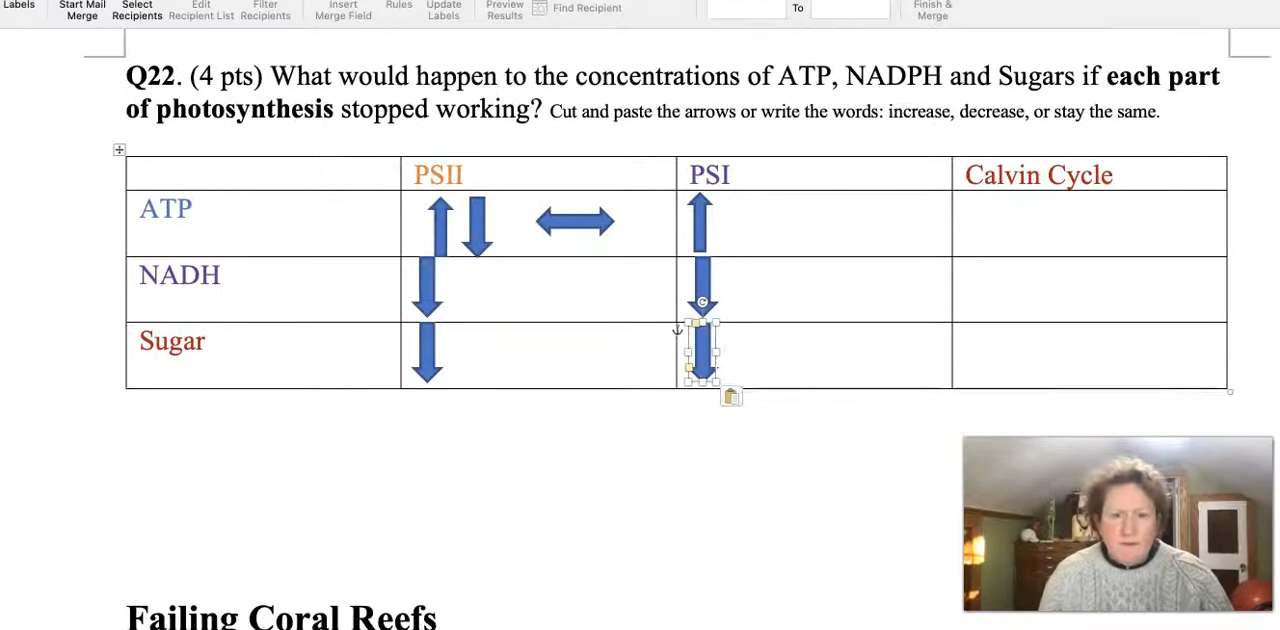 Labels
Start Mail Merge
Select Recipients
Edit Recipient List
Filter Recipients
Insert Merge Field
Rules
Update Labels
Preview Results
Find Recipient
To
Finish & Merge
Q22. (4 pts) What would happen to the concentrations of ATP, NADPH and Sugars if each part
of photosynthesis stopped working? Cut and paste the arrows or write the words: increase, decrease, or stay the same.
PSII PSI Calvin Cycle
ATP
NADH
Sugar
Failing Coral Reefs